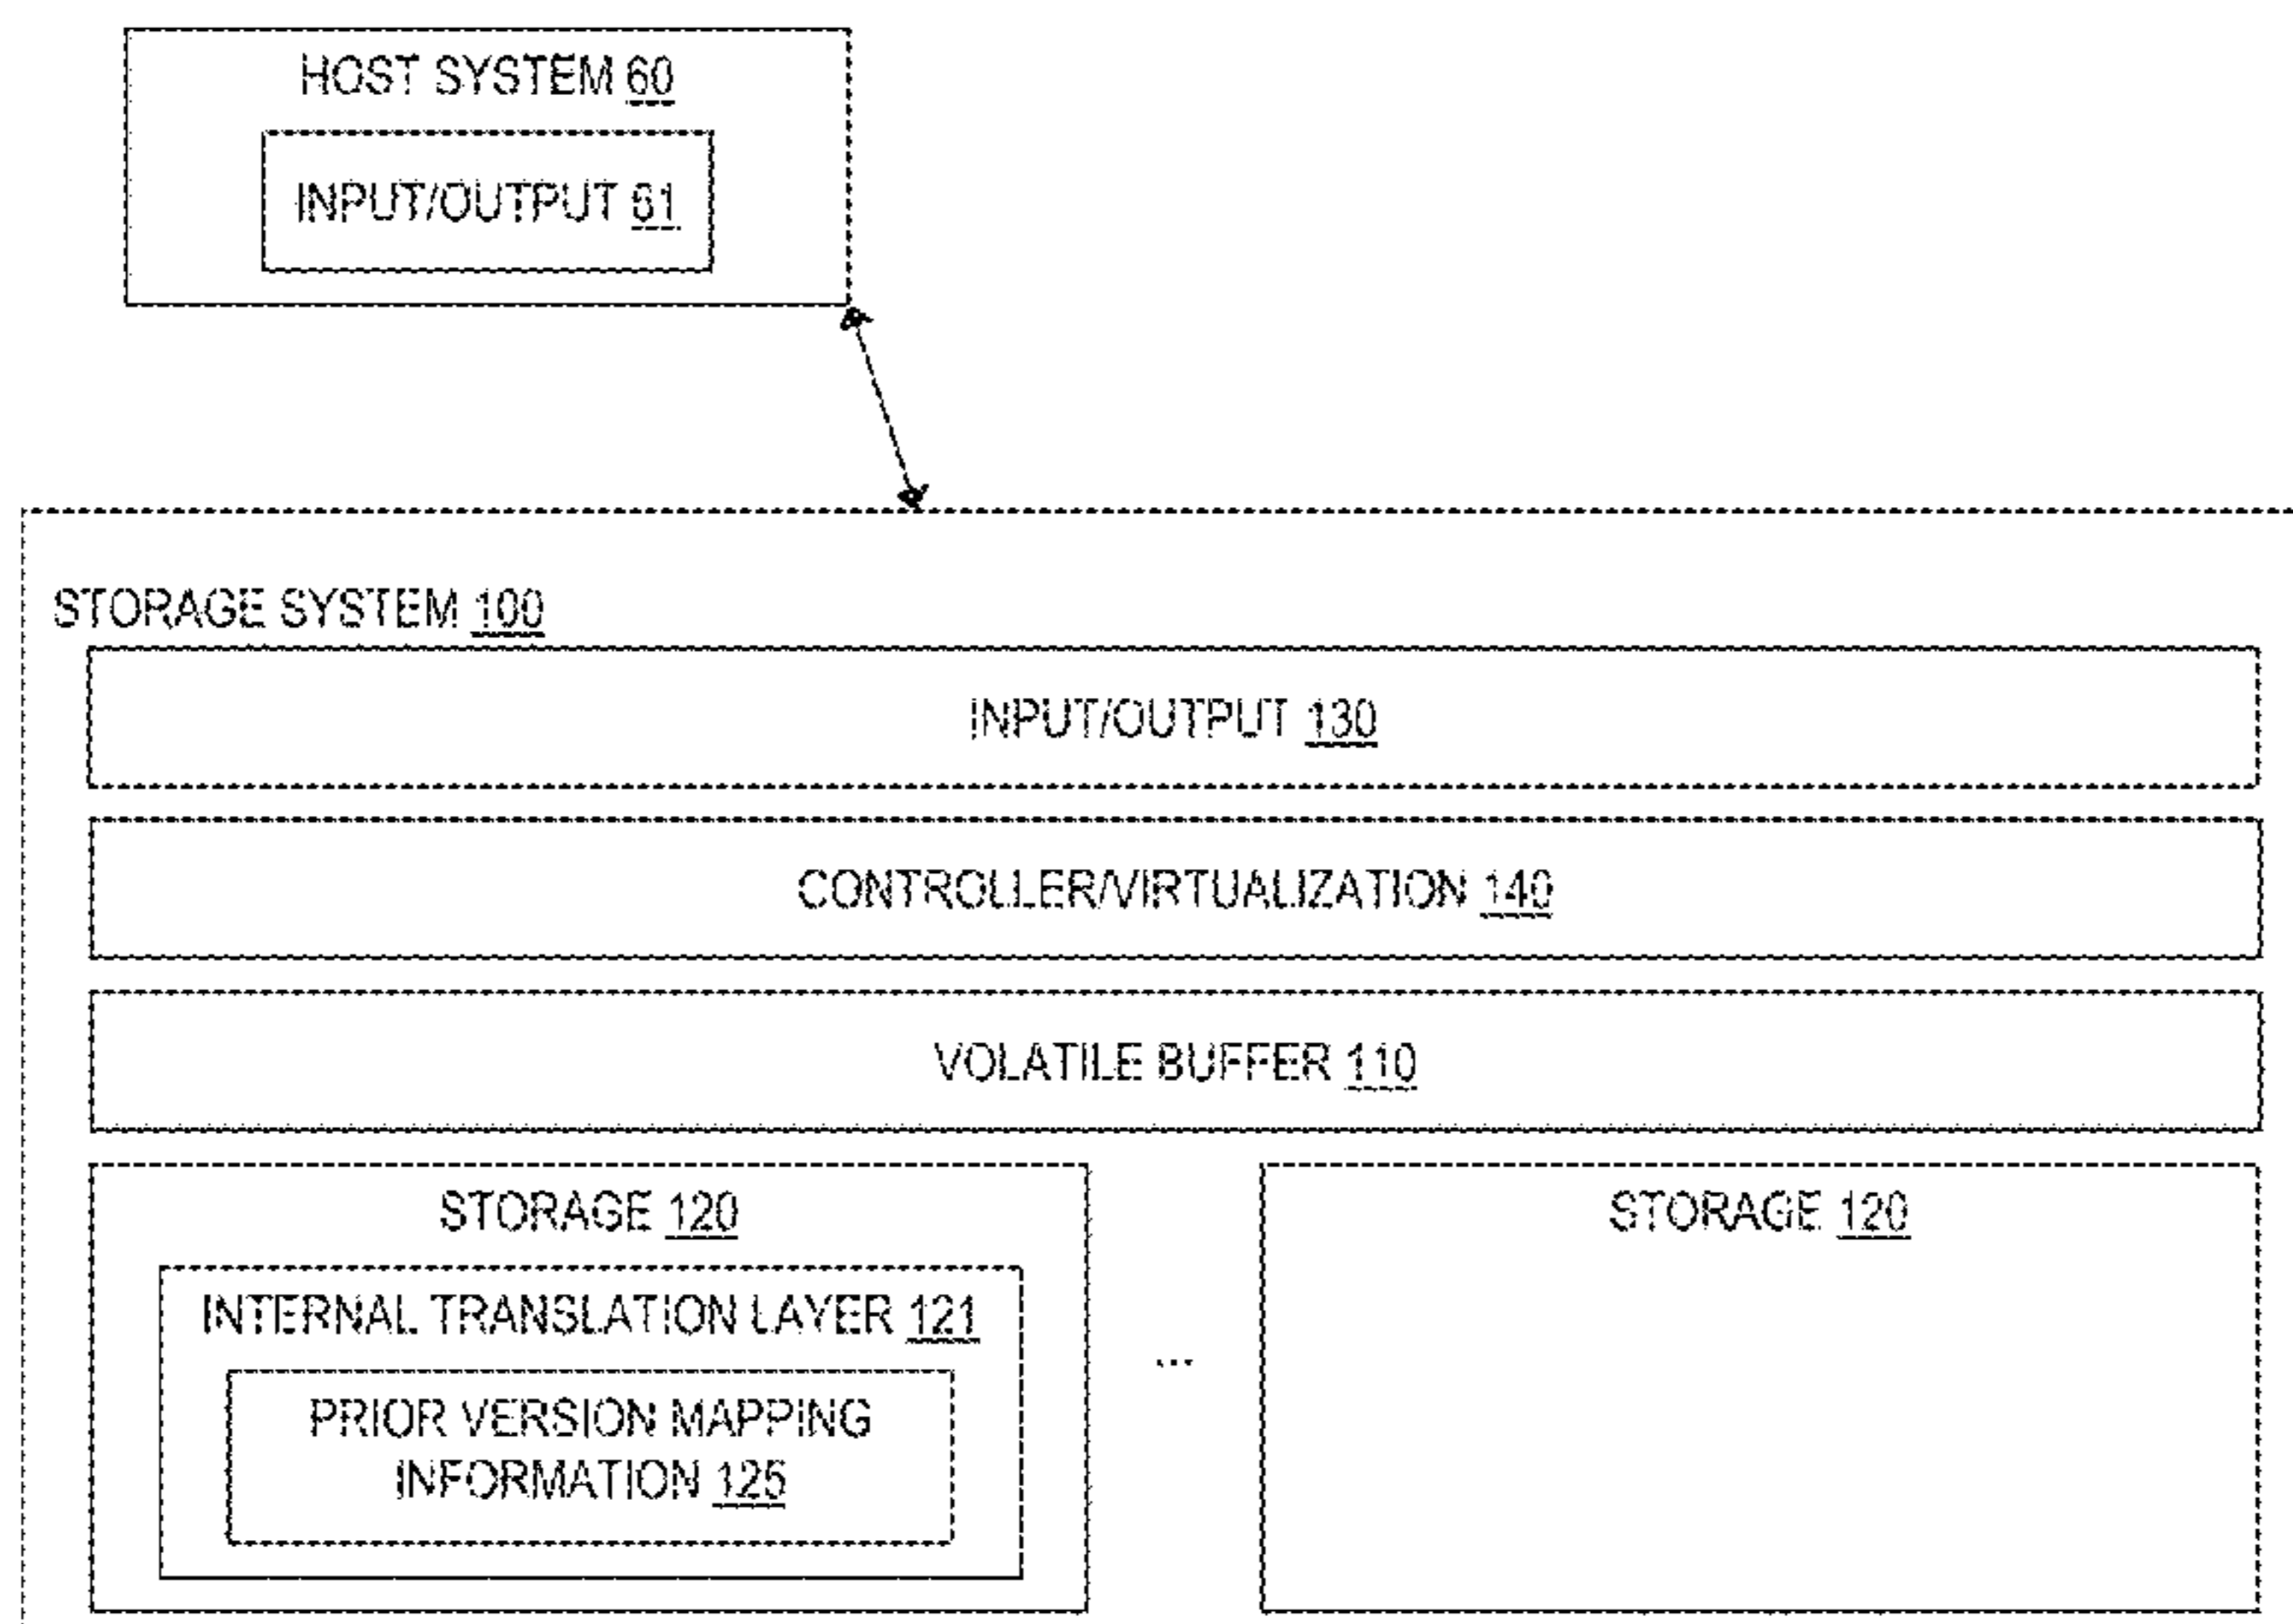 HOST SYSTEM 60
INPUT/OUTPUT 61
STORAGE SYSTEM 100
INPUT/OUTPUT 130
CONTROLLER/VIRTUALIZATION 140
VOLATILE BUFFER 110
STORAGE 120
INTERNAL TRANSLATION LAYER 121
PRIOR VERSION MAPPING
INFORMATION 125
...
STORAGE 120